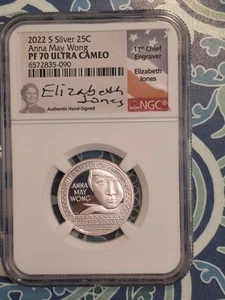 2022 S Silver 25C
Anna May Wong
PF 70 ULTRA CAMEO
6572835-090
11th Chief
Engraver
Elizabeth
Jones
Elizabeth
Jones
Authentic Hand-Signed
NGC
ANNA
MAY
WONG